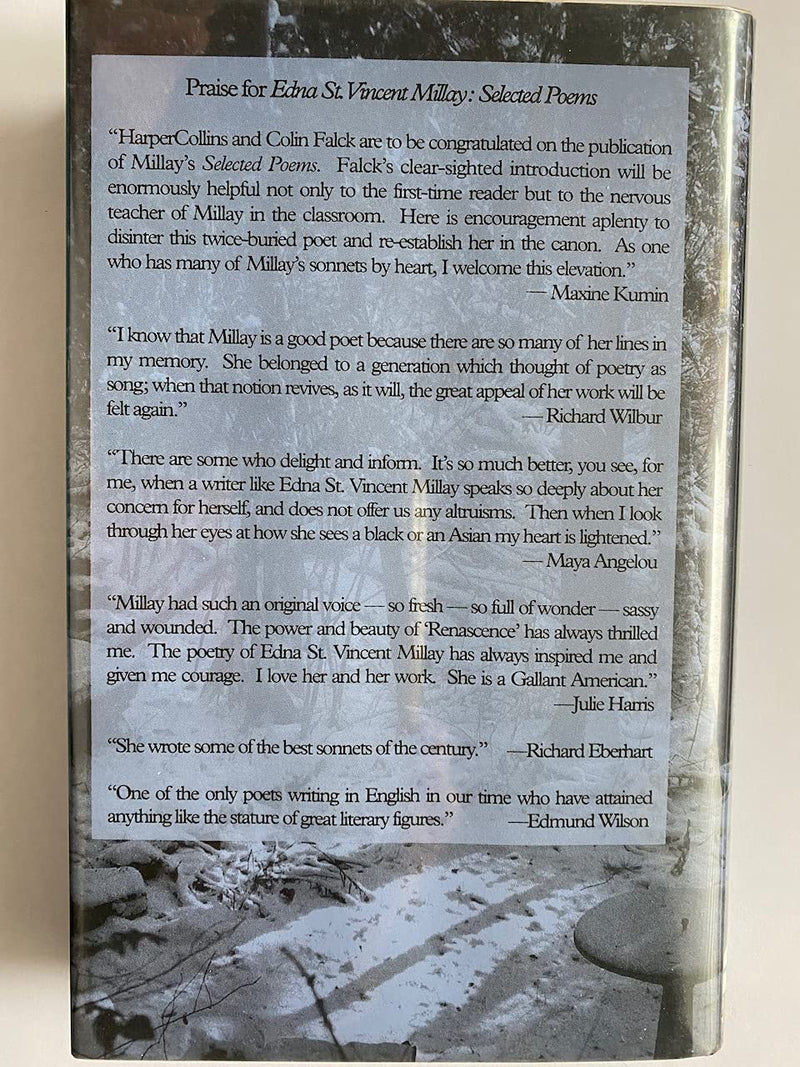 Praise for Edna St. Vincent Millay: Selected Poems
“HarperCollins and Colin Falck are to be congratulated on the publication
of Millay’s Selected Poems. Falck’s clear-sighted introduction will be
enormously helpful not only to the first-time reader but to the nervous
teacher of Millay in the classroom. Here is encouragement aplenty to
disinter this twice-buried poet and re-establish her in the canon. As one
who has many of Millay’s sonnets by heart, I welcome this elevation.”
— Maxine Kumin
“I know that Millay is a good poet because there are so many of her lines in
my memory. She belonged to a generation which thought of poetry as
song; when that notion revives, as it will, the great appeal of her work will be
felt again.” — Richard Wilbur
“There are some who delight and inform. It’s so much better, you see, for
me, when a writer like Edna St. Vincent Millay speaks so deeply about her
concern for herself, and does not offer us any altruisms. Then when I look
through her eyes at how she sees a black or an Asian my heart is lightened.”
— Maya Angelou
“Millay had such an original voice — so fresh — so full of wonder — sassy
and wounded. The power and beauty of ‘Renascence’ has always thrilled
me. The poetry of Edna St. Vincent Millay has always inspired me and
given me courage. I love her and her work. She is a Gallant American.”
—Julie Harris
“She wrote some of the best sonnets of the century.” —Richard Eberhart
“One of the only poets writing in English in our time who have attained
anything like the stature of great literary figures.” —Edmund Wilson